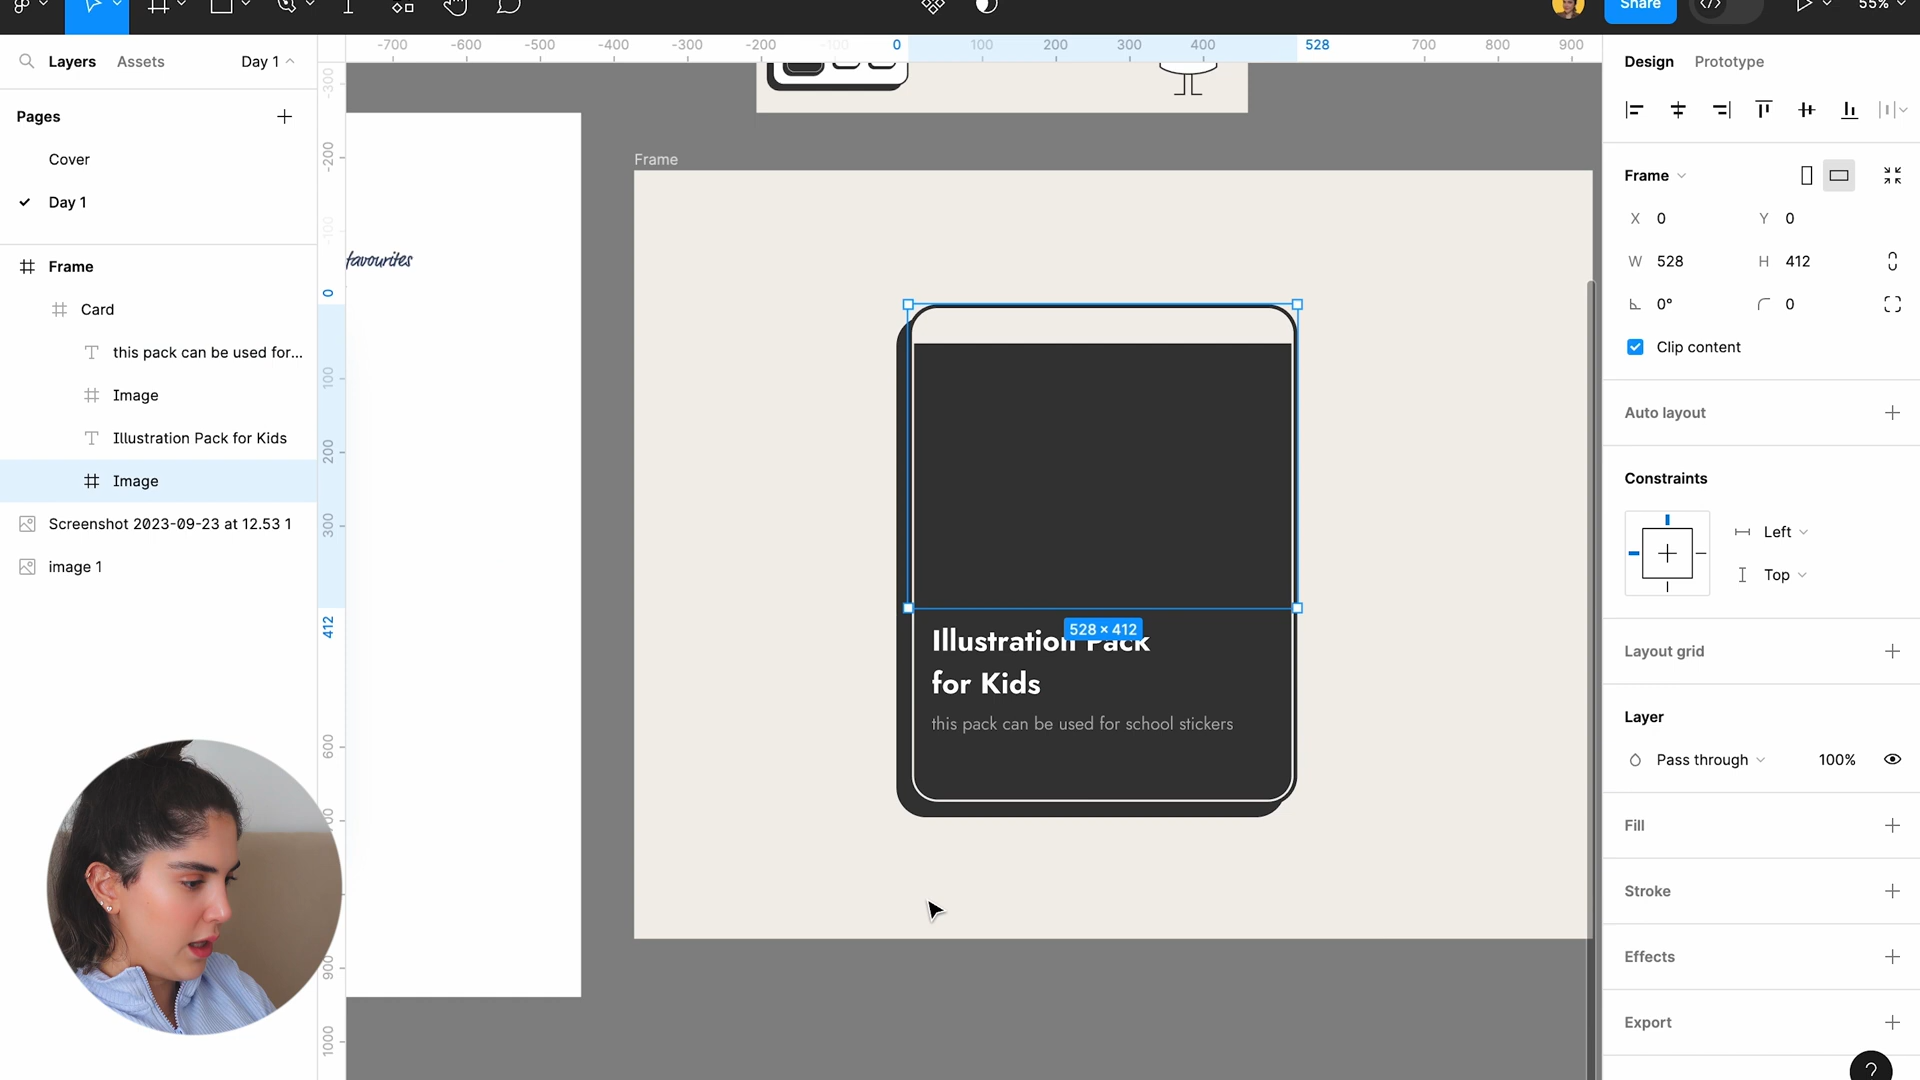 Share
55%
Layers
Assets
Day 1
Pages
Cover
Day 1
Frame
Card
this pack can be used for...
Image
Illustration Pack for Kids
Image
Screenshot 2023-09-23 at 12.53 1
image 1
-700
-600
-500
-400
-300
-200
-100
0
100
200
300
400
528
700
800
900
-300
-200
-100
0
100
200
300
412
600
900
1000
favourites
Frame
528 × 412
Illustration Pack
for Kids
this pack can be used for school stickers
Design
Prototype
Frame
X 0
Y 0
W 528
H 412
0°
0
Clip content
Auto layout
Constraints
Left
Top
Layout grid
Layer
Pass through
100%
Fill
Stroke
Effects
Export
?